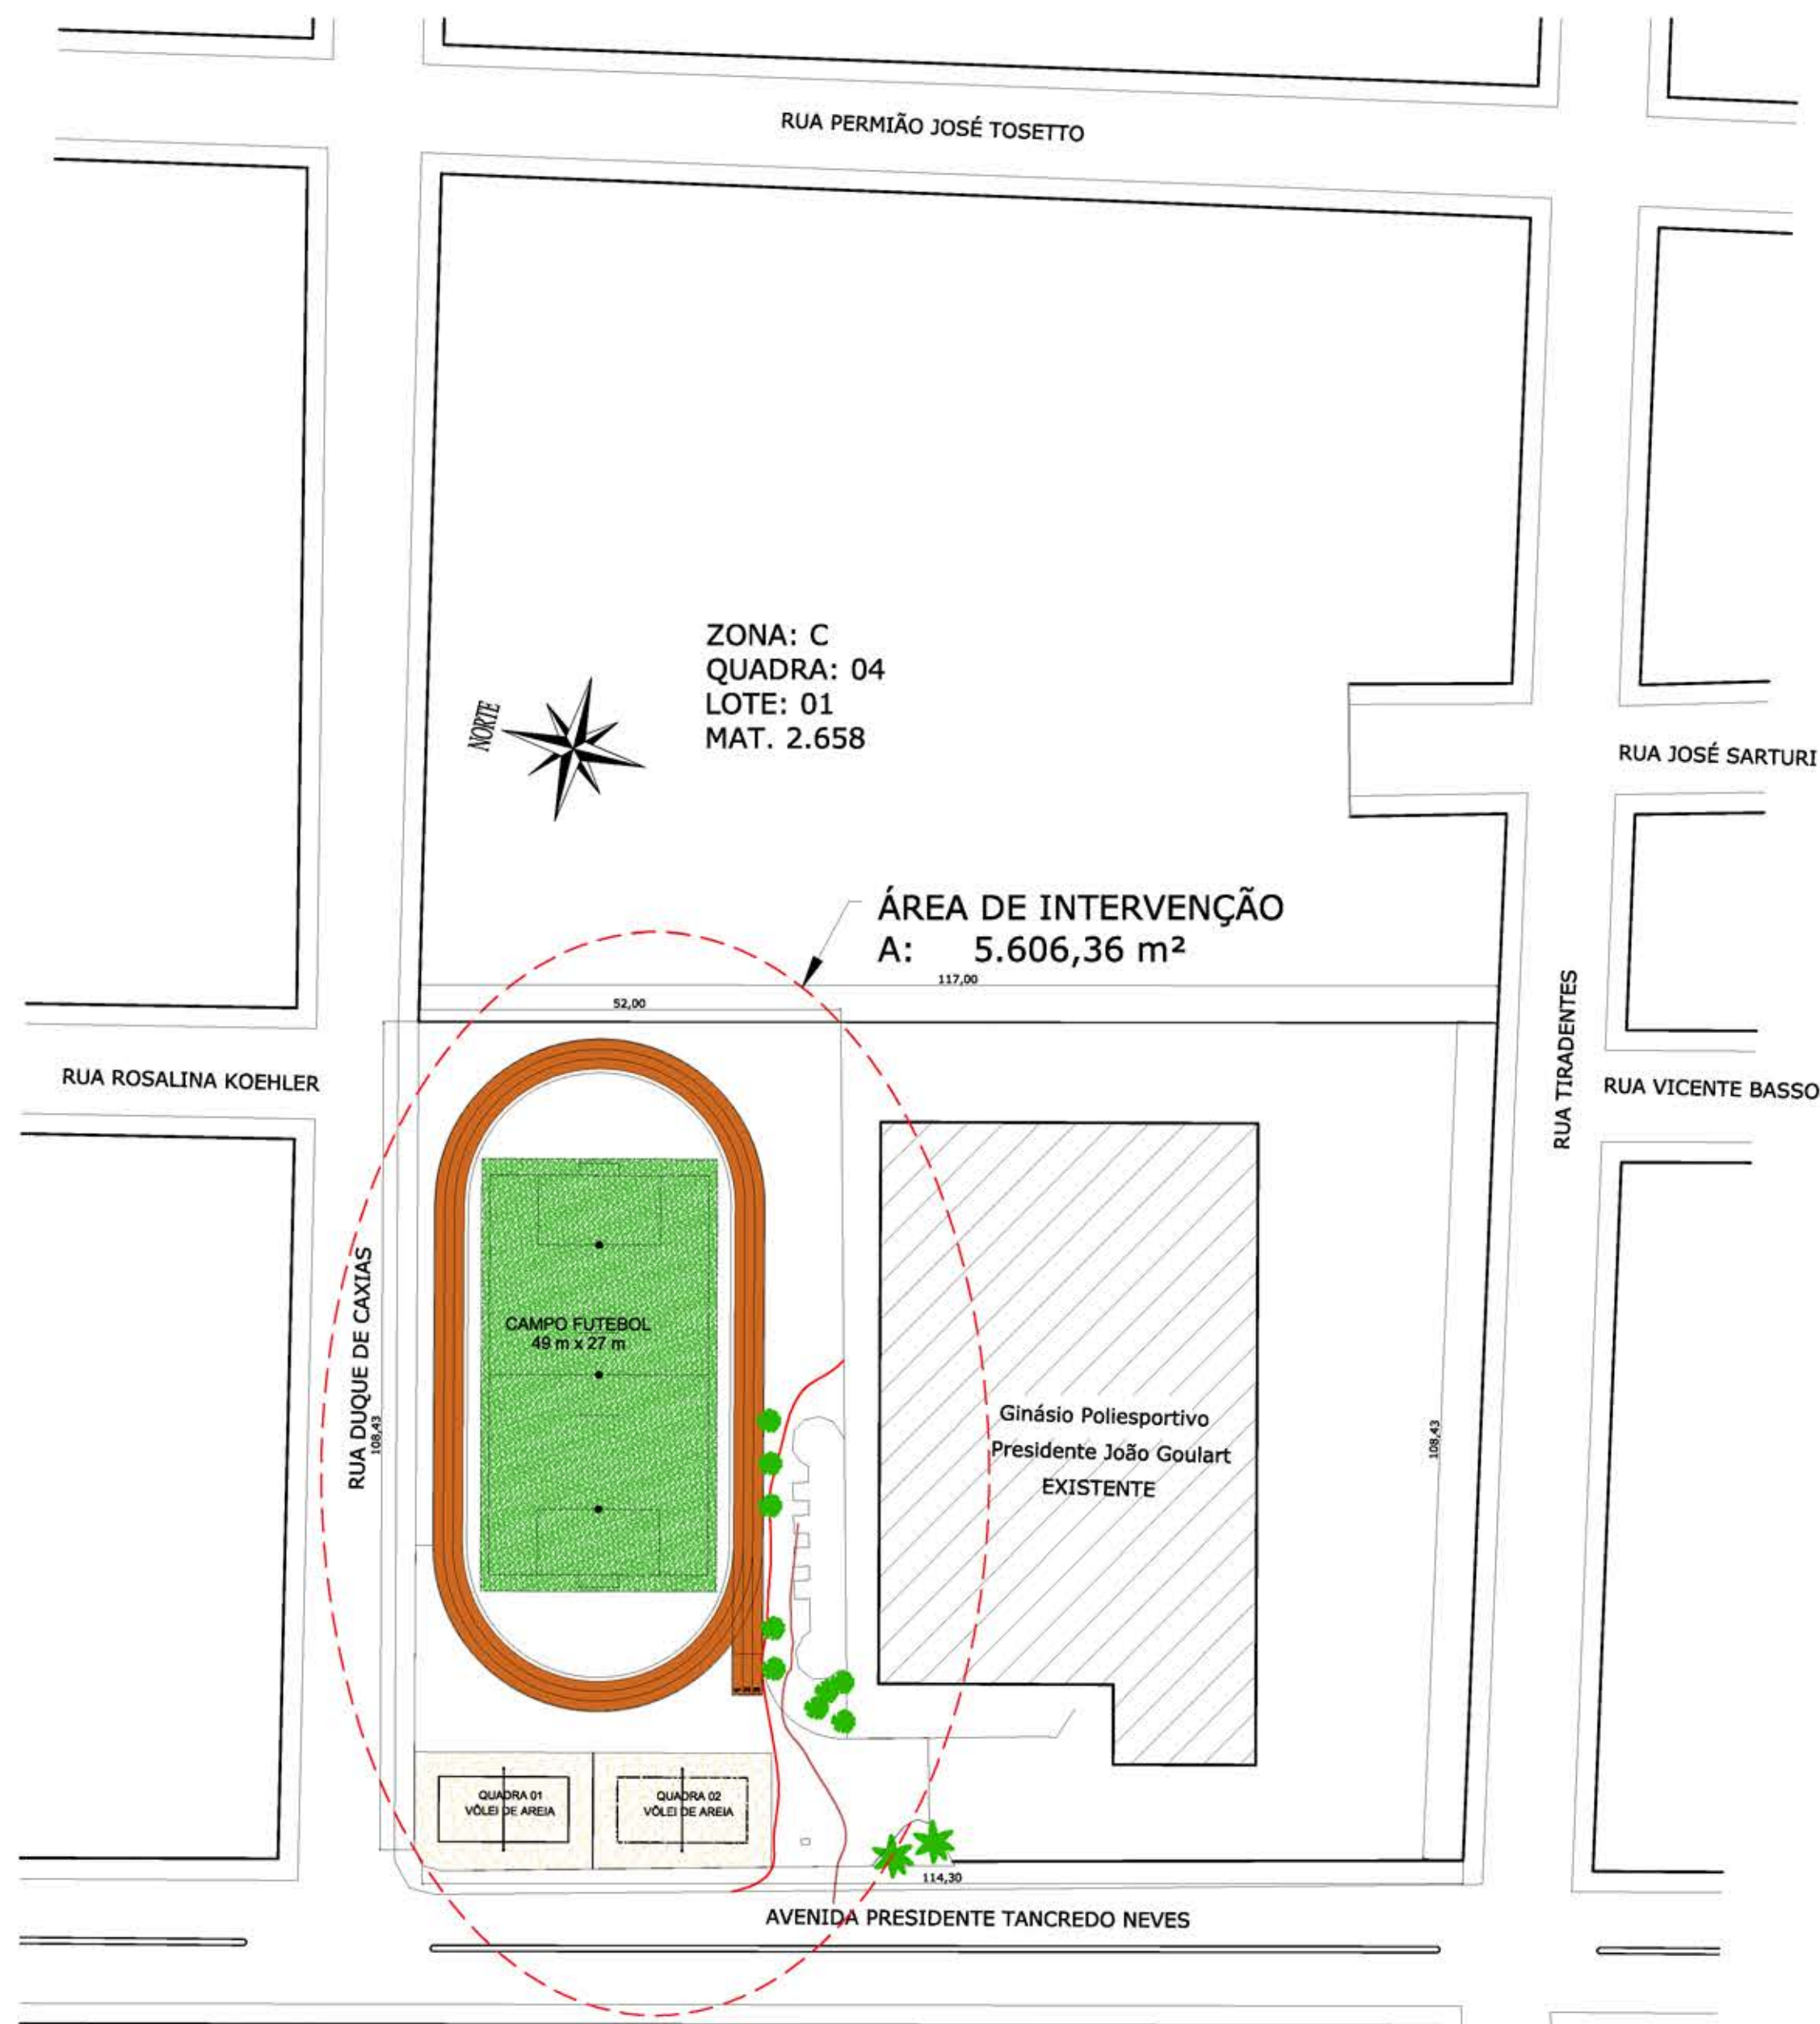 RUA PERMIÃO JOSÉ TOSETTO
ZONA: C
QUADRA: 04
LOTE: 01
MAT. 2.658
NORTE
RUA JOSÉ SARTURI
ÁREA DE INTERVENÇÃO
A: 5.606,36 m²
117,00
52,00
RUA TIRADENTES
RUA ROSALINA KOEHLER
RUA VICENTE BASSO
RUA DUQUE DE CAXIAS
108,43
CAMPO FUTEBOL
49 m x 27 m
Ginásio Poliesportivo
Presidente João Goulart
EXISTENTE
108,43
QUADRA 01
VÔLEI DE AREIA
QUADRA 02
VÔLEI DE AREIA
114,30
AVENIDA PRESIDENTE TANCREDO NEVES